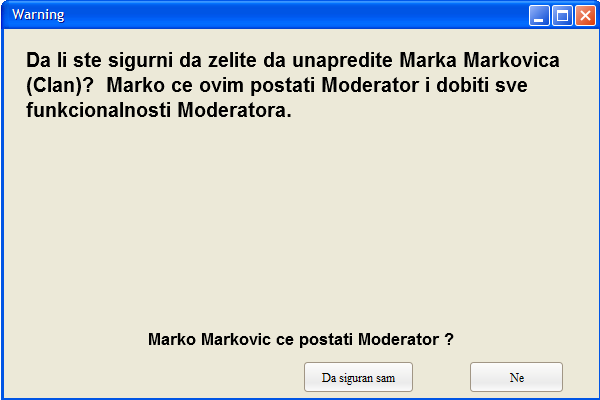 Warning
Da li ste sigurni da zelite da unapredite Marka Markovica
(Clan)?  Marko ce ovim postati Moderator i dobiti sve
funkcionalnosti Moderatora.
Marko Markovic ce postati Moderator ?
Da siguran sam
Ne